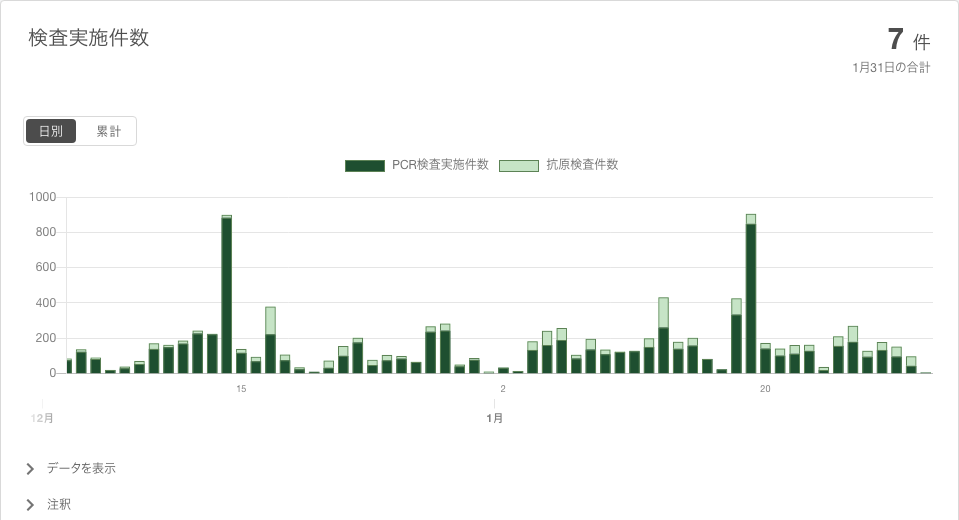 検査実施件数
7 件
1月31日の合計
日別 累計
PCR検査実施件数 抗原検査件数
1000
800
600
400
200
0
15 2 20
12月 1月
データを表示
注釈